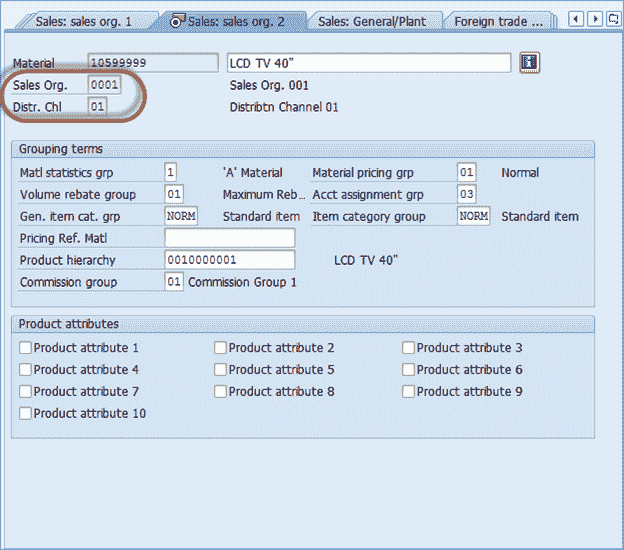 Sales: sales org. 1 Sales: sales org. 2 Sales: General/Plant Foreign trade ...
Material 10599999 LCD TV 40"
Sales Org. 0001 Sales Org. 001
Distr. Chl 01 Distribtn Channel 01
Grouping terms
Matl statistics grp 1 'A' Material Material pricing grp 01 Normal
Volume rebate group 01 Maximum Reb... Acct assignment grp 03
Gen. item cat. grp NORM Standard item Item category group NORM Standard item
Pricing Ref. Matl
Product hierarchy 0010000001 LCD TV 40"
Commission group 01 Commission Group 1
Product attributes
Product attribute 1 Product attribute 2 Product attribute 3
Product attribute 4 Product attribute 5 Product attribute 6
Product attribute 7 Product attribute 8 Product attribute 9
Product attribute 10